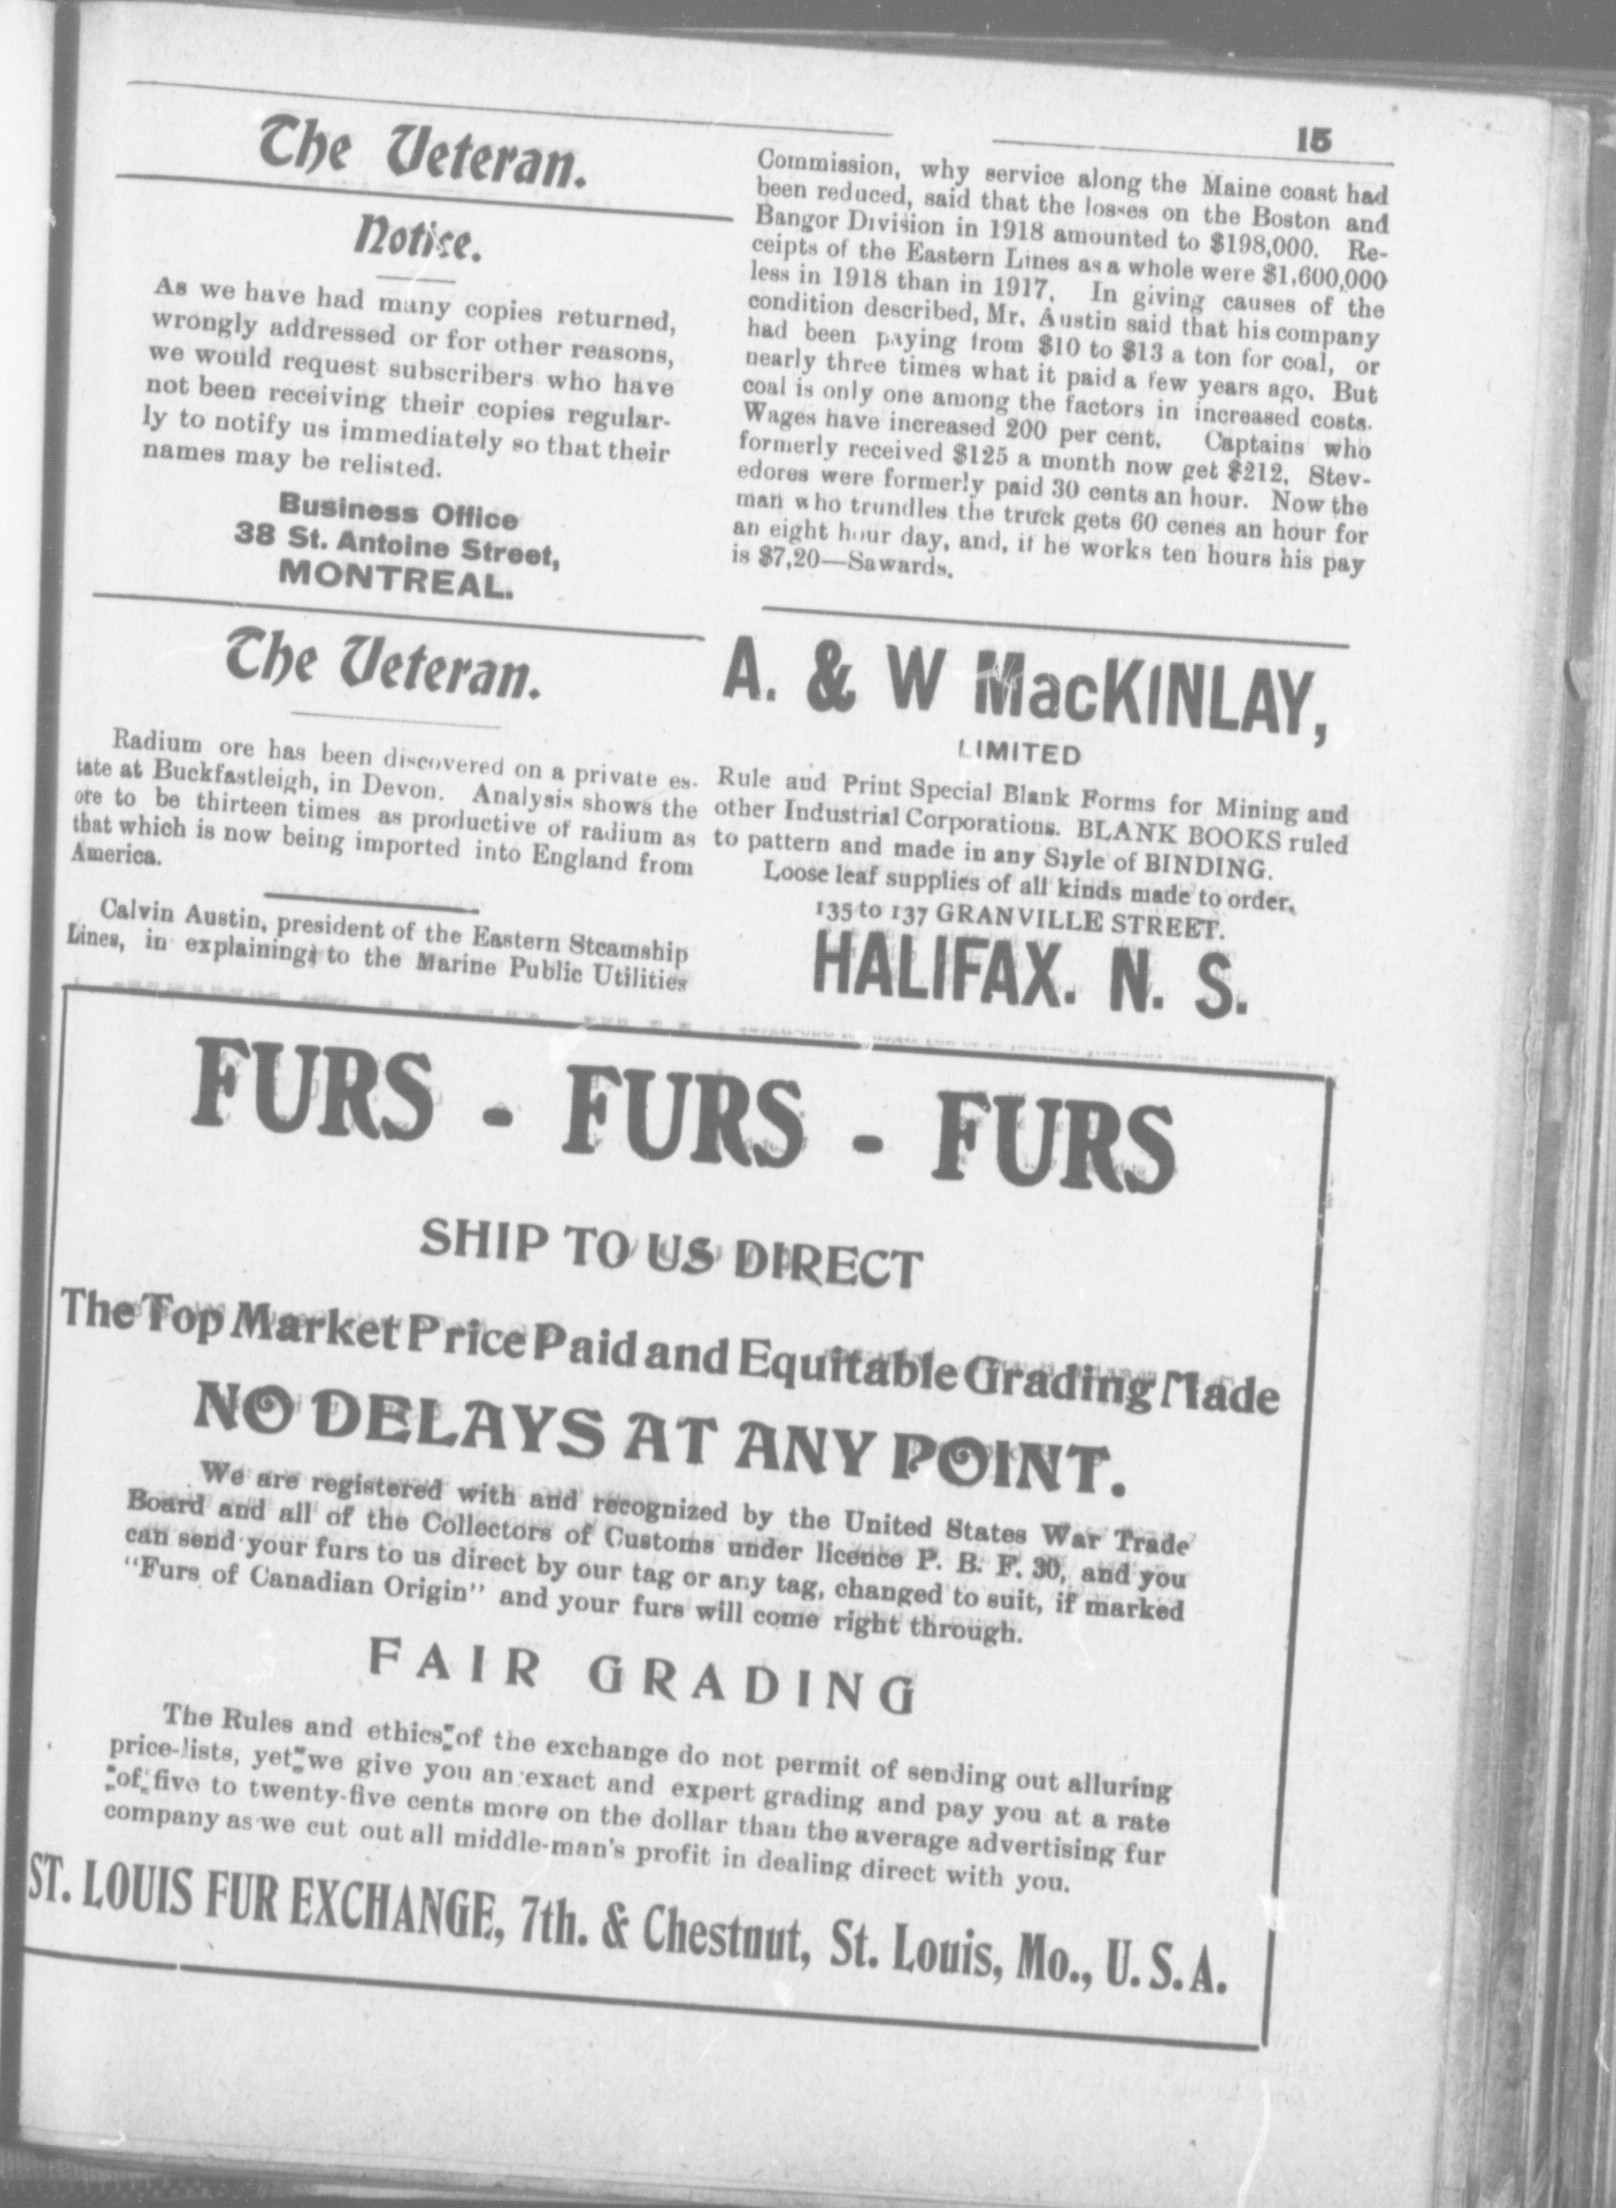 15
The Veteran.
Notice.
As we have had many copies returned,
wrongly addressed or for other reasons,
we would request subscribers who have
not been receiving their copies regular-
ly to notify us immediately so that their
names may be relisted.
Business Office
38 St. Antoine Street,
MONTREAL.
The Veteran.
Radium ore has been discovered on a private es-
tate at Buckfastleigh, in Devon. Analysis shows the
ore to be thirteen times as productive of radium as
that which is now being imported into England from
America.
Calvin Austin, president of the Eastern Steamship
Lines, in explaining to the Marine Public Utilities
Commission, why service along the Maine coast had
been reduced, said that the losses on the Boston and
Bangor Division in 1918 amounted to $198,000. Re-
ceipts of the Eastern Lines as a whole were $1,600,000
less in 1918 than in 1917. In giving causes of the
condition described, Mr. Austin said that his company
had been paying from $10 to $13 a ton for coal, or
nearly three times what it paid a few years ago. But
coal is only one among the factors in increased costs.
Wages have increased 200 per cent. Captains who
formerly received $125 a month now get $212. Stev-
edores were formerly paid 30 cents an hour. Now the
man who trundles the truck gets 60 cenes an hour for
an eight hour day, and, if he works ten hours his pay
is $7,20—Sawards.
A. & W MacKINLAY,
LIMITED
Rule and Print Special Blank Forms for Mining and
other Industrial Corporations. BLANK BOOKS ruled
to pattern and made in any Style of BINDING.
Loose leaf supplies of all kinds made to order.
135 to 137 GRANVILLE STREET.
HALIFAX. N. S.
FURS - FURS - FURS
SHIP TO US DIRECT
The Top Market Price Paid and Equitable Grading Made
NO DELAYS AT ANY POINT.
We are registered with and recognized by the United States War Trade
Board and all of the Collectors of Customs under licence P. B. F. 30, and you
can send your furs to us direct by our tag or any tag, changed to suit, if marked
"Furs of Canadian Origin" and your furs will come right through.
FAIR GRADING
The Rules and ethics of the exchange do not permit of sending out alluring
price-lists, yet we give you an exact and expert grading and pay you at a rate
of five to twenty-five cents more on the dollar than the average advertising fur
company as we cut out all middle-man's profit in dealing direct with you.
ST. LOUIS FUR EXCHANGE, 7th. & Chestnut, St. Louis, Mo., U. S. A.